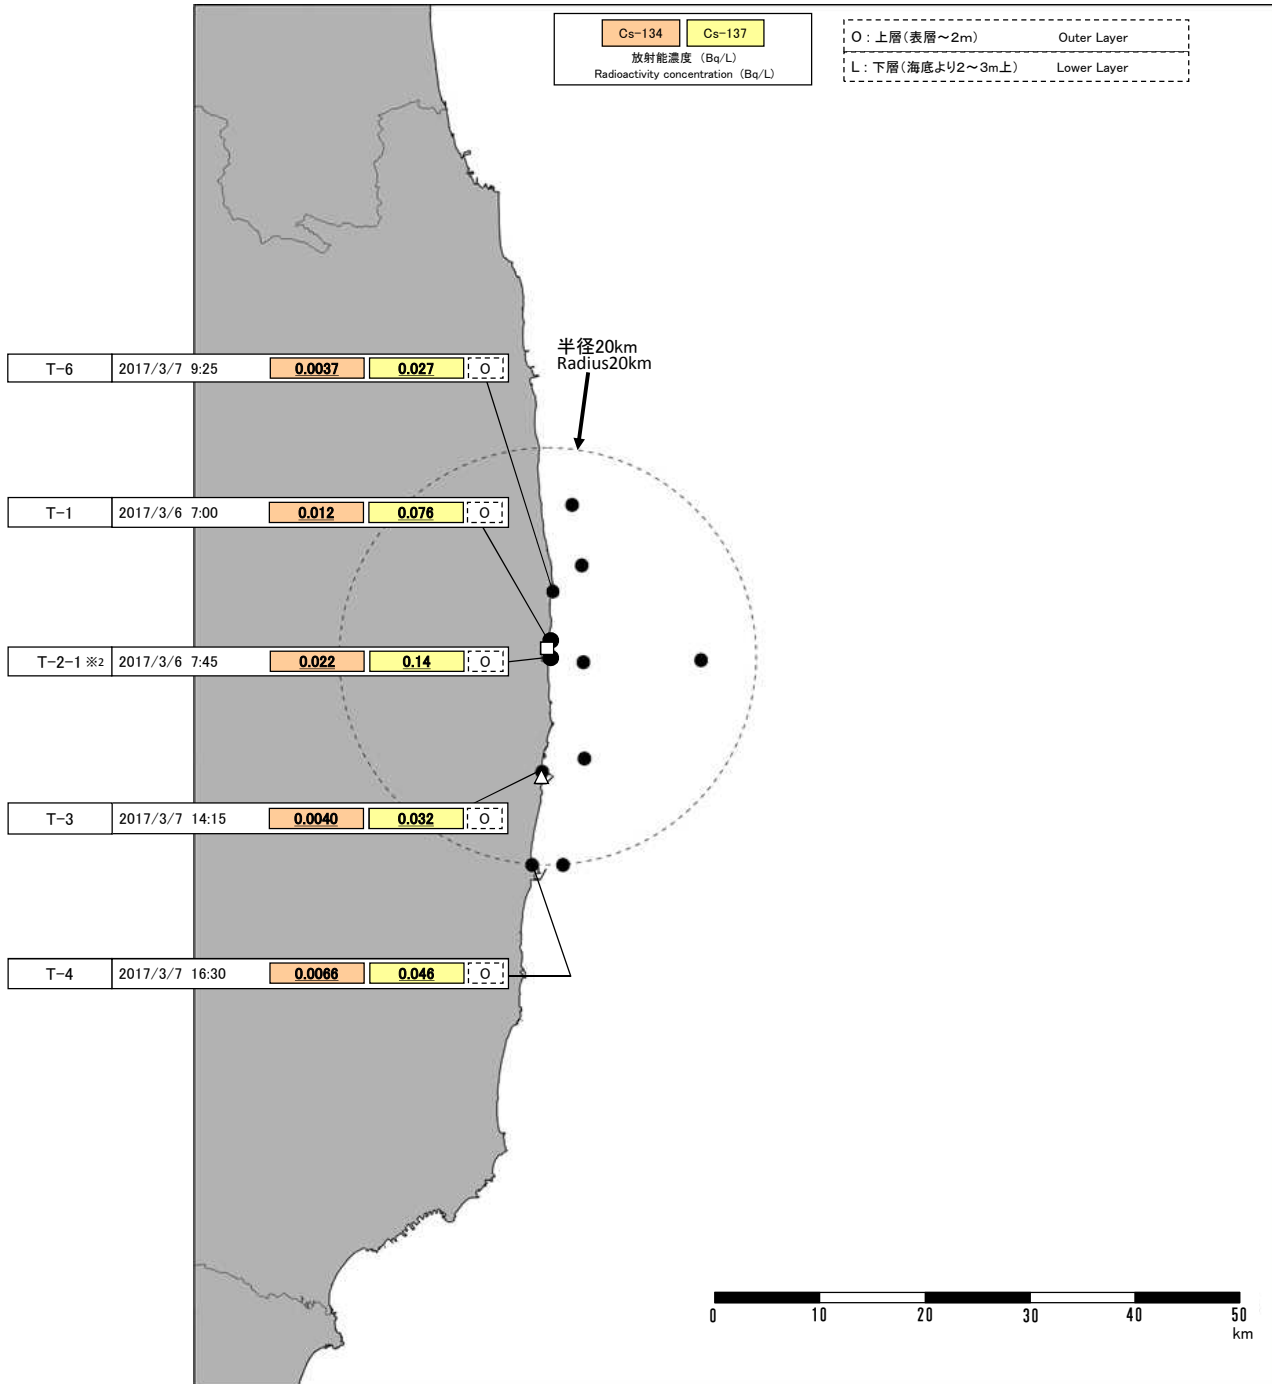 Cs-134 Cs-137
放射能濃度 (Bq/L)
Radioactivity concentration (Bq/L)
O : 上層(表層～2m) Outer Layer
L : 下層(海底より2～3m上) Lower Layer
半径20km
Radius20km
T-6 2017/3/7 9:25 0.0037 0.027 O
T-1 2017/3/6 7:00 0.012 0.076 O
T-2-1 ※2 2017/3/6 7:45 0.022 0.14 O
T-3 2017/3/7 14:15 0.0040 0.032 O
T-4 2017/3/7 16:30 0.0066 0.046 O
0 10 20 30 40 50
km